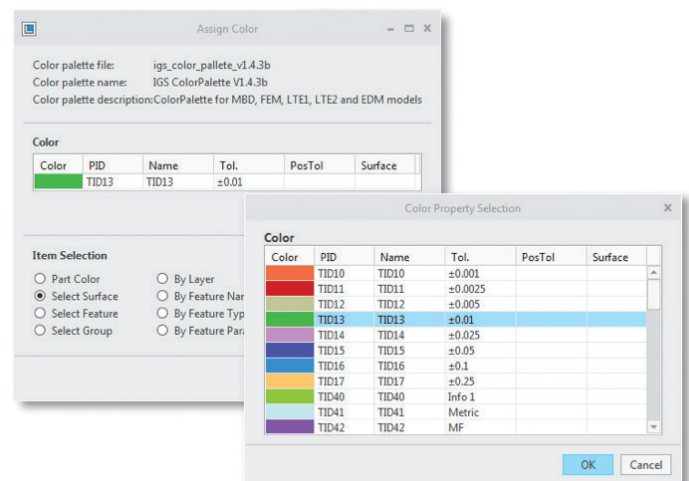 Assign Color
Color palette file: igs_color_pallete_v1.4.3b
Color palette name: IGS ColorPalette V1.4.3b
Color palette description:ColorPalette for MBD, FEM, LTE1, LTE2 and EDM models
Color
Color PID Name Tol. PosTol Surface
TID13 TID13 ±0.01
Item Selection
Part Color By Layer
Select Surface By Feature Nar
Select Feature By Feature Typ
Select Group By Feature Para
Color Property Selection
Color
Color PID Name Tol. PosTol Surface
TID10 TID10 ±0.001
TID11 TID11 ±0.0025
TID12 TID12 ±0.005
TID13 TID13 ±0.01
TID14 TID14 ±0.025
TID15 TID15 ±0.05
TID16 TID16 ±0.1
TID17 TID17 ±0.25
TID40 TID40 Info 1
TID41 TID41 Metric
TID42 TID42 MF
OK Cancel